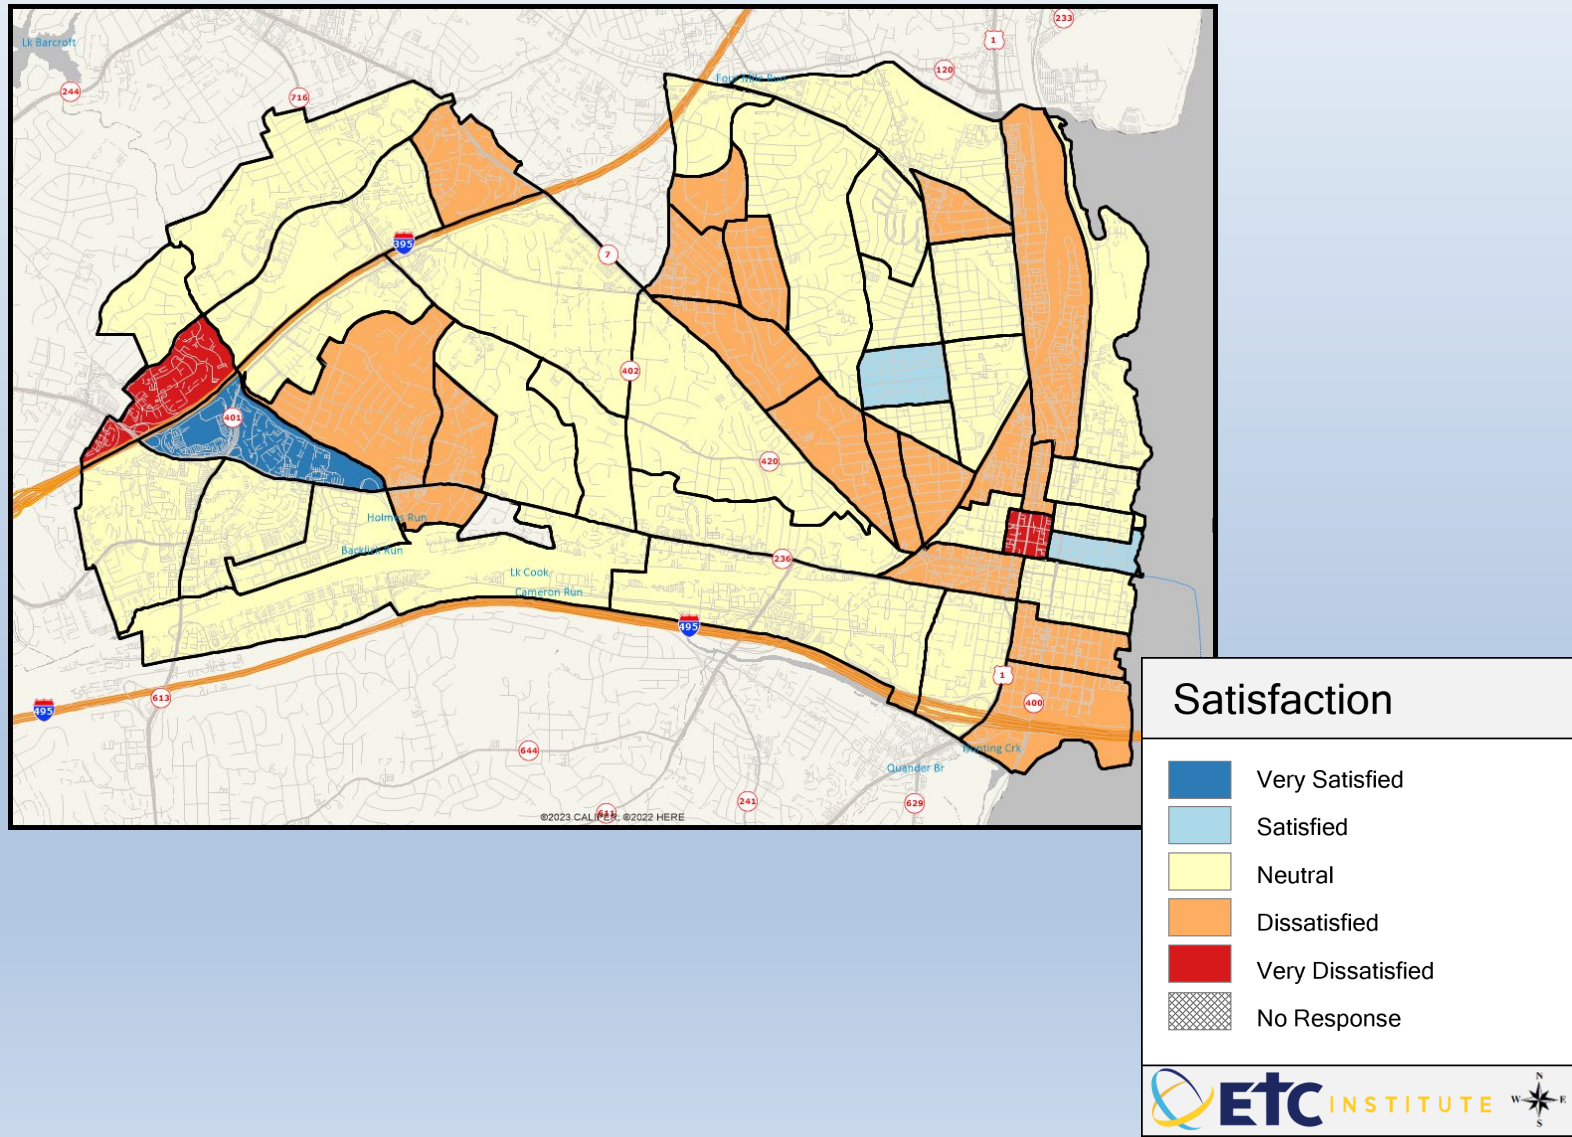 233
Lk Barcroft
1
120
Four Mile Run
244
716
395
7
402
401
420
Holmes Run
Backlick Run
236
Lk Cook
Cameron Run
495
1
613
400
495
644
Hunting Crk
Quander Br
241
629
611
©2023 CALIPER; ©2022 HERE
Satisfaction
Very Satisfied
Satisfied
Neutral
Dissatisfied
Very Dissatisfied
No Response
ETC INSTITUTE
N
W E
S